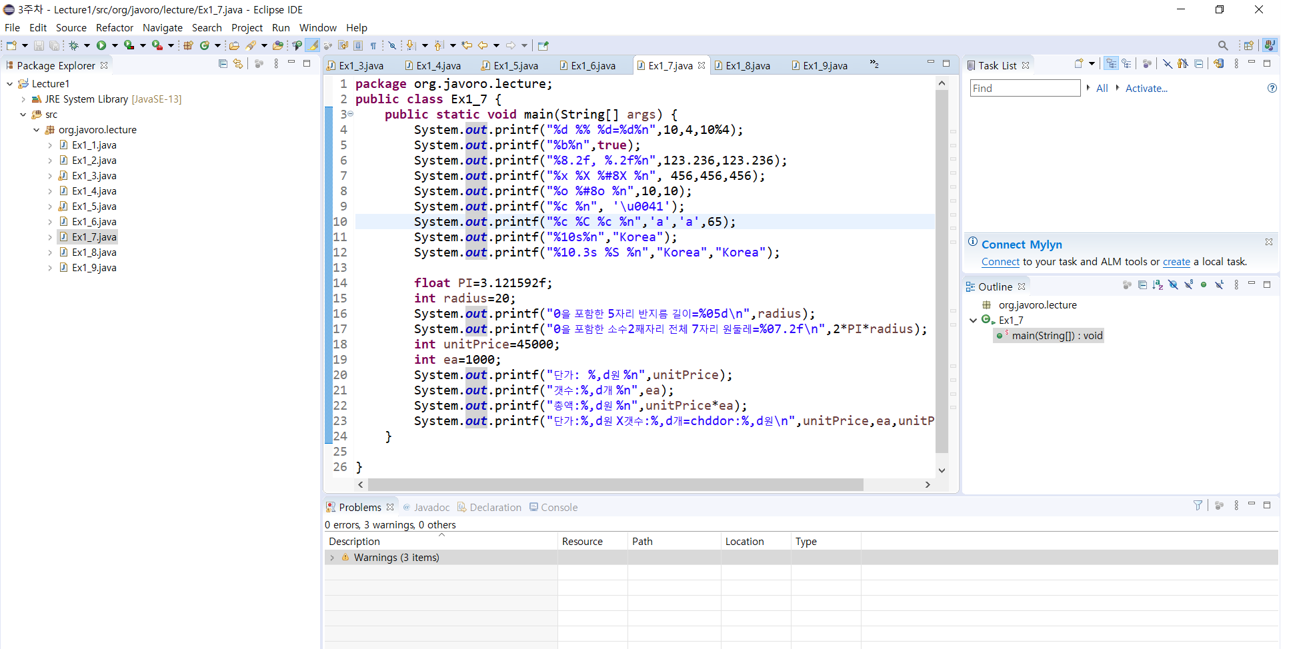 3주차 - Lecture1/src/org/javoro/lecture/Ex1_7.java - Eclipse IDE
File Edit Source Refactor Navigate Search Project Run Window Help
Package Explorer
Lecture1
JRE System Library [JavaSE-13]
src
org.javoro.lecture
Ex1_1.java
Ex1_2.java
Ex1_3.java
Ex1_4.java
Ex1_5.java
Ex1_6.java
Ex1_7.java
Ex1_8.java
Ex1_9.java
Ex1_3.java Ex1_4.java Ex1_5.java Ex1_6.java Ex1_7.java Ex1_8.java Ex1_9.java »2
1 package org.javoro.lecture;
2 public class Ex1_7 {
3 public static void main(String[] args) {
4 System.out.printf("%d %% %d=%d%n",10,4,10%4);
5 System.out.printf("%b%n",true);
6 System.out.printf("%8.2f, %.2f%n",123.236,123.236);
7 System.out.printf("%x %X %#8X %n", 456,456,456);
8 System.out.printf("%o %#8o %n",10,10);
9 System.out.printf("%c %n", '\u0041');
10 System.out.printf("%c %C %c %n",'a','a',65);
11 System.out.printf("%10s%n","Korea");
12 System.out.printf("%10.3s %S %n","Korea","Korea");
13
14 float PI=3.121592f;
15 int radius=20;
16 System.out.printf("0을 포함한 5자리 반지름 길이=%05d\n",radius);
17 System.out.printf("0을 포함한 소수2째자리 전체 7자리 원둘레=%07.2f\n",2*PI*radius);
18 int unitPrice=45000;
19 int ea=1000;
20 System.out.printf("단가: %,d원 %n",unitPrice);
21 System.out.printf("갯수:%,d개 %n",ea);
22 System.out.printf("총액:%,d원 %n",unitPrice*ea);
23 System.out.printf("단가:%,d원 X갯수:%,d개=chddor:%,d원\n",unitPrice,ea,unitP
24 }
25
26 }
Task List
Find All Activate...
Connect Mylyn
Connect to your task and ALM tools or create a local task.
Outline
org.javoro.lecture
Ex1_7
main(String[]) : void
Problems Javadoc Declaration Console
0 errors, 3 warnings, 0 others
Description Resource Path Location Type
Warnings (3 items)